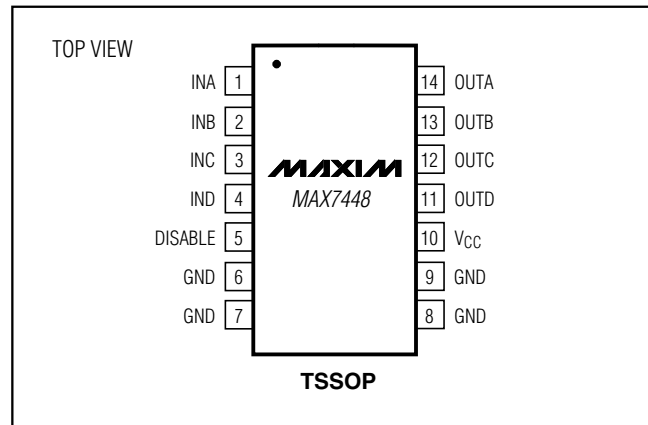 TOP VIEW
INA 1
INB 2
INC 3
IND 4
DISABLE 5
GND 6
GND 7
MAXIM
MAX7448
14 OUTA
13 OUTB
12 OUTC
11 OUTD
10 VCC
9 GND
8 GND
TSSOP